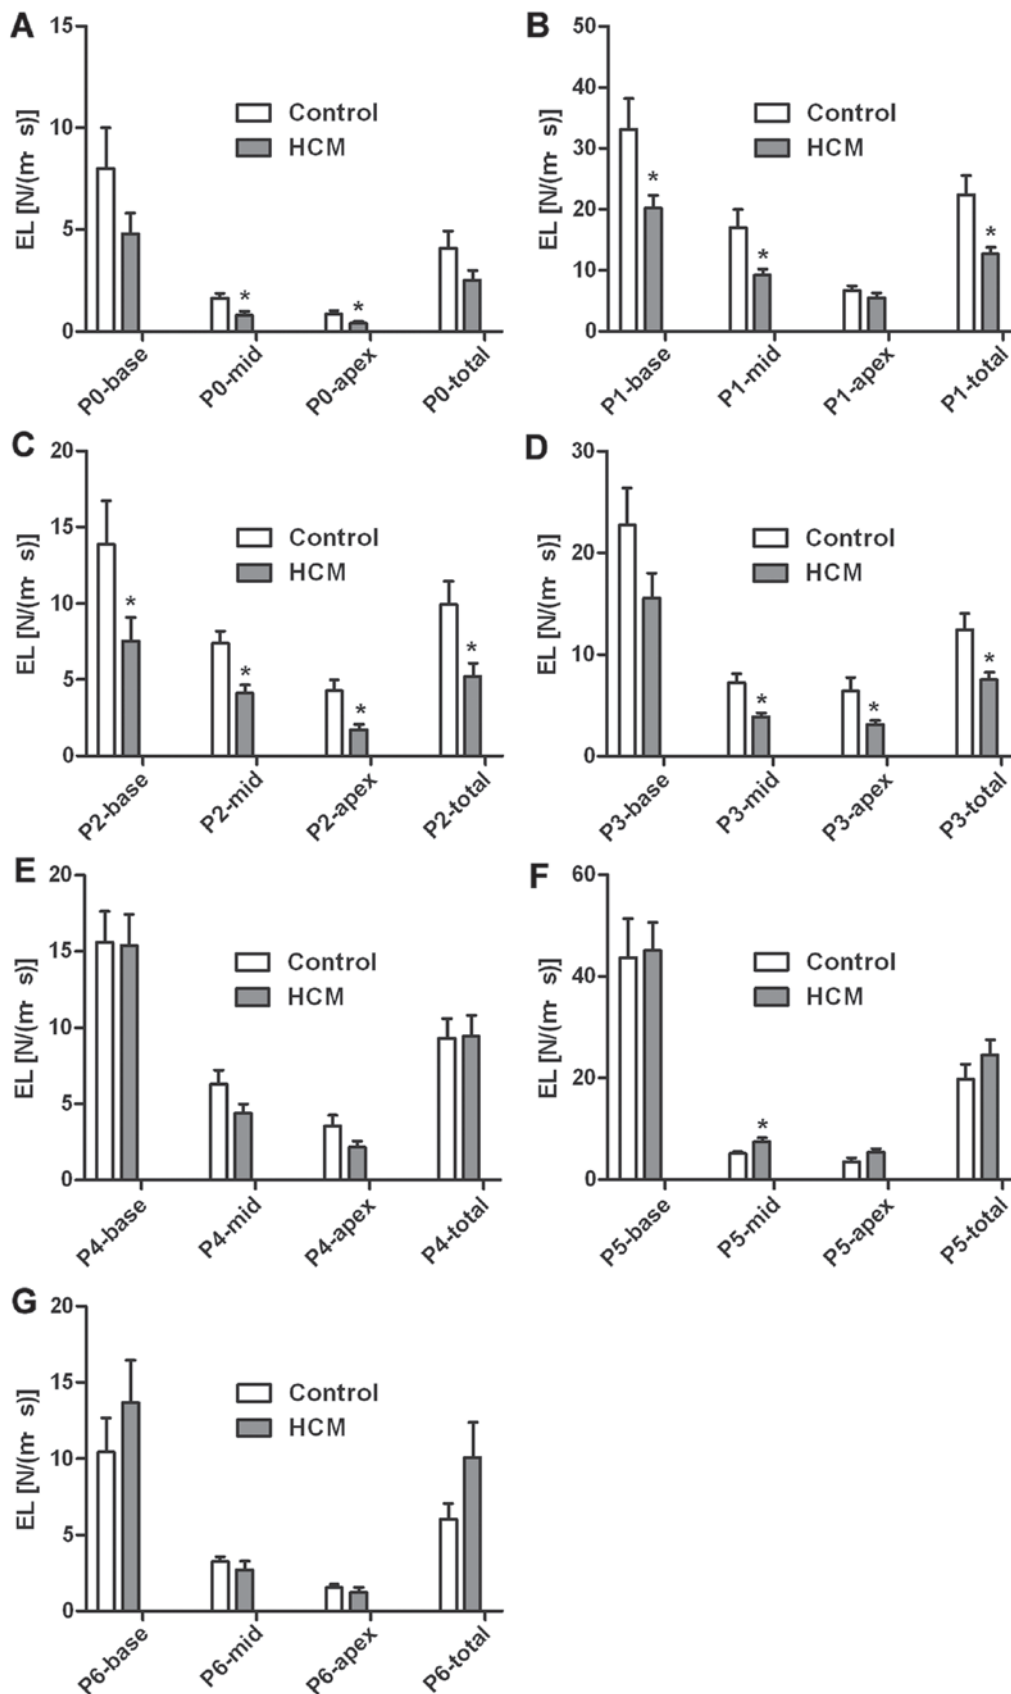 A
15
10
5
0
EL [N/(m· s)]
Control
HCM
*
*
P0-base
P0-mid
P0-apex
P0-total
B
50
40
30
20
10
0
EL [N/(m· s)]
Control
HCM
*
*
*
P1-base
P1-mid
P1-apex
P1-total
C
20
15
10
5
0
EL [N/(m· s)]
Control
HCM
*
*
*
*
P2-base
P2-mid
P2-apex
P2-total
D
30
20
10
0
EL [N/(m· s)]
Control
HCM
*
*
*
P3-base
P3-mid
P3-apex
P3-total
E
20
15
10
5
0
EL [N/(m· s)]
Control
HCM
P4-base
P4-mid
P4-apex
P4-total
F
60
40
20
0
EL [N/(m· s)]
Control
HCM
*
P5-base
P5-mid
P5-apex
P5-total
G
20
15
10
5
0
EL [N/(m· s)]
Control
HCM
P6-base
P6-mid
P6-apex
P6-total